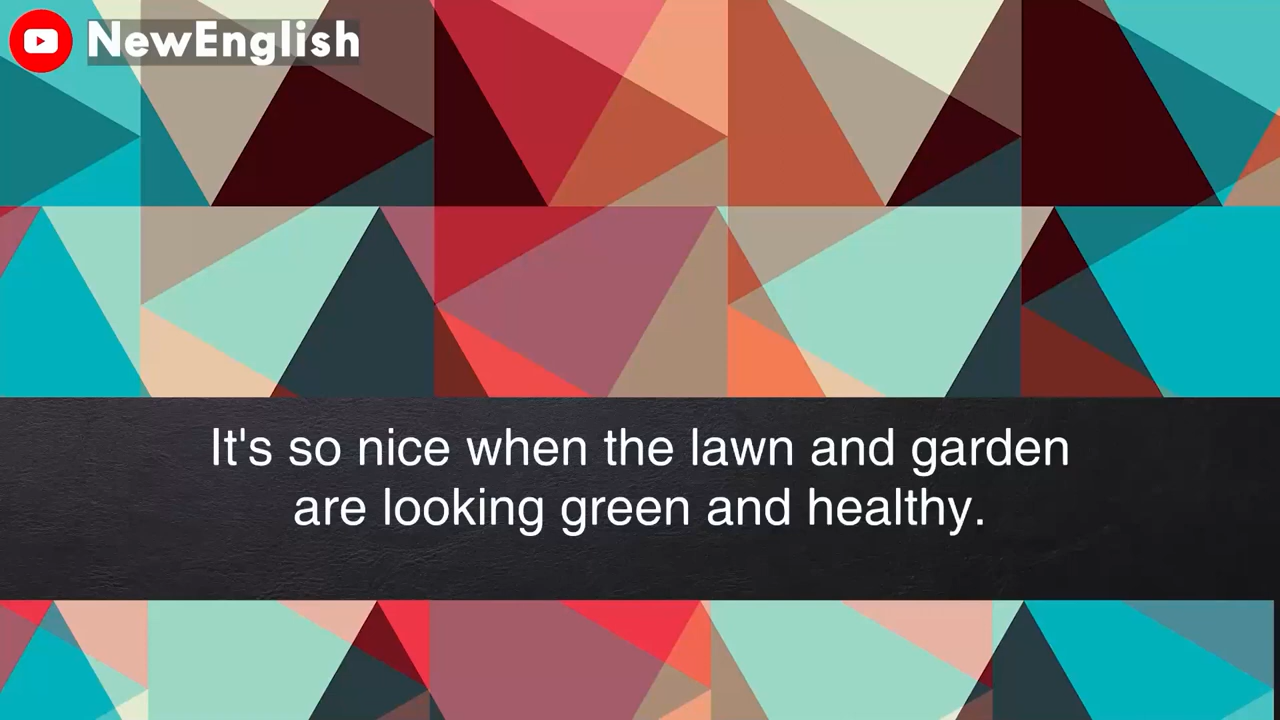 NewEnglish
It's so nice when the lawn and garden
are looking green and healthy.